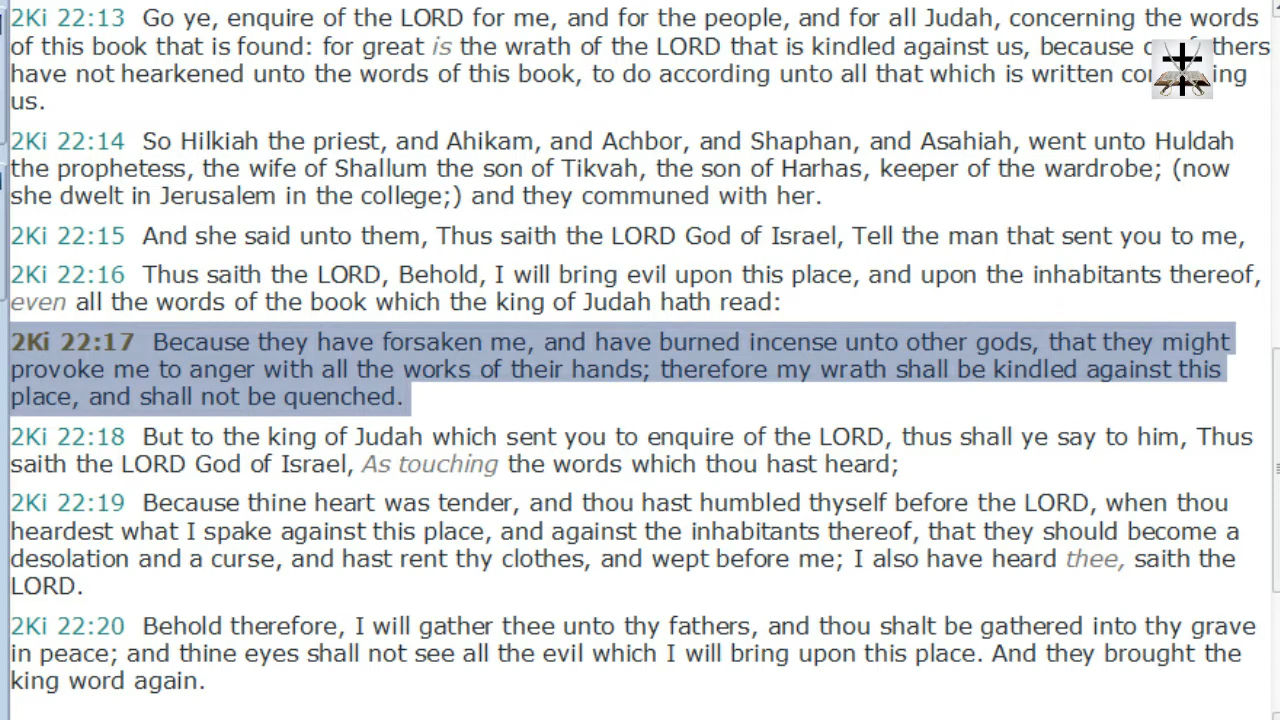 2Ki 22:13 Go ye, enquire of the LORD for me, and for the people, and for all Judah, concerning the words
of this book that is found: for great is the wrath of the LORD that is kindled against us, because
have not hearkened unto the words of this book, to do according unto all that which is written
us.
2Ki 22:14 So Hilkiah the priest, and Ahikam, and Achbor, and Shaphan, and Asahiah, went unto Huldah
the prophetess, the wife of Shallum the son of Tikvah, the son of Harhas, keeper of the wardrobe; (now
she dwelt in Jerusalem in the college;) and they communed with her.
2Ki 22:15 And she said unto them, Thus saith the LORD God of Israel, Tell the man that sent you to me,
2Ki 22:16 Thus saith the LORD, Behold, I will bring evil upon this place, and upon the inhabitants thereof,
even all the words of the book which the king of Judah hath read:
2Ki 22:17 Because they have forsaken me, and have burned incense unto other gods, that they might
provoke me to anger with all the works of their hands; therefore my wrath shall be kindled against this
place, and shall not be quenched.
2Ki 22:18 But to the king of Judah which sent you to enquire of the LORD, thus shall ye say to him, Thus
saith the LORD God of Israel, As touching the words which thou hast heard;
2Ki 22:19 Because thine heart was tender, and thou hast humbled thyself before the LORD, when thou
heardest what I spake against this place, and against the inhabitants thereof, that they should become a
desolation and a curse, and hast rent thy clothes, and wept before me; I also have heard thee, saith the
LORD.
2Ki 22:20 Behold therefore, I will gather thee unto thy fathers, and thou shalt be gathered into thy grave
in peace; and thine eyes shall not see all the evil which I will bring upon this place. And they brought the
king word again.